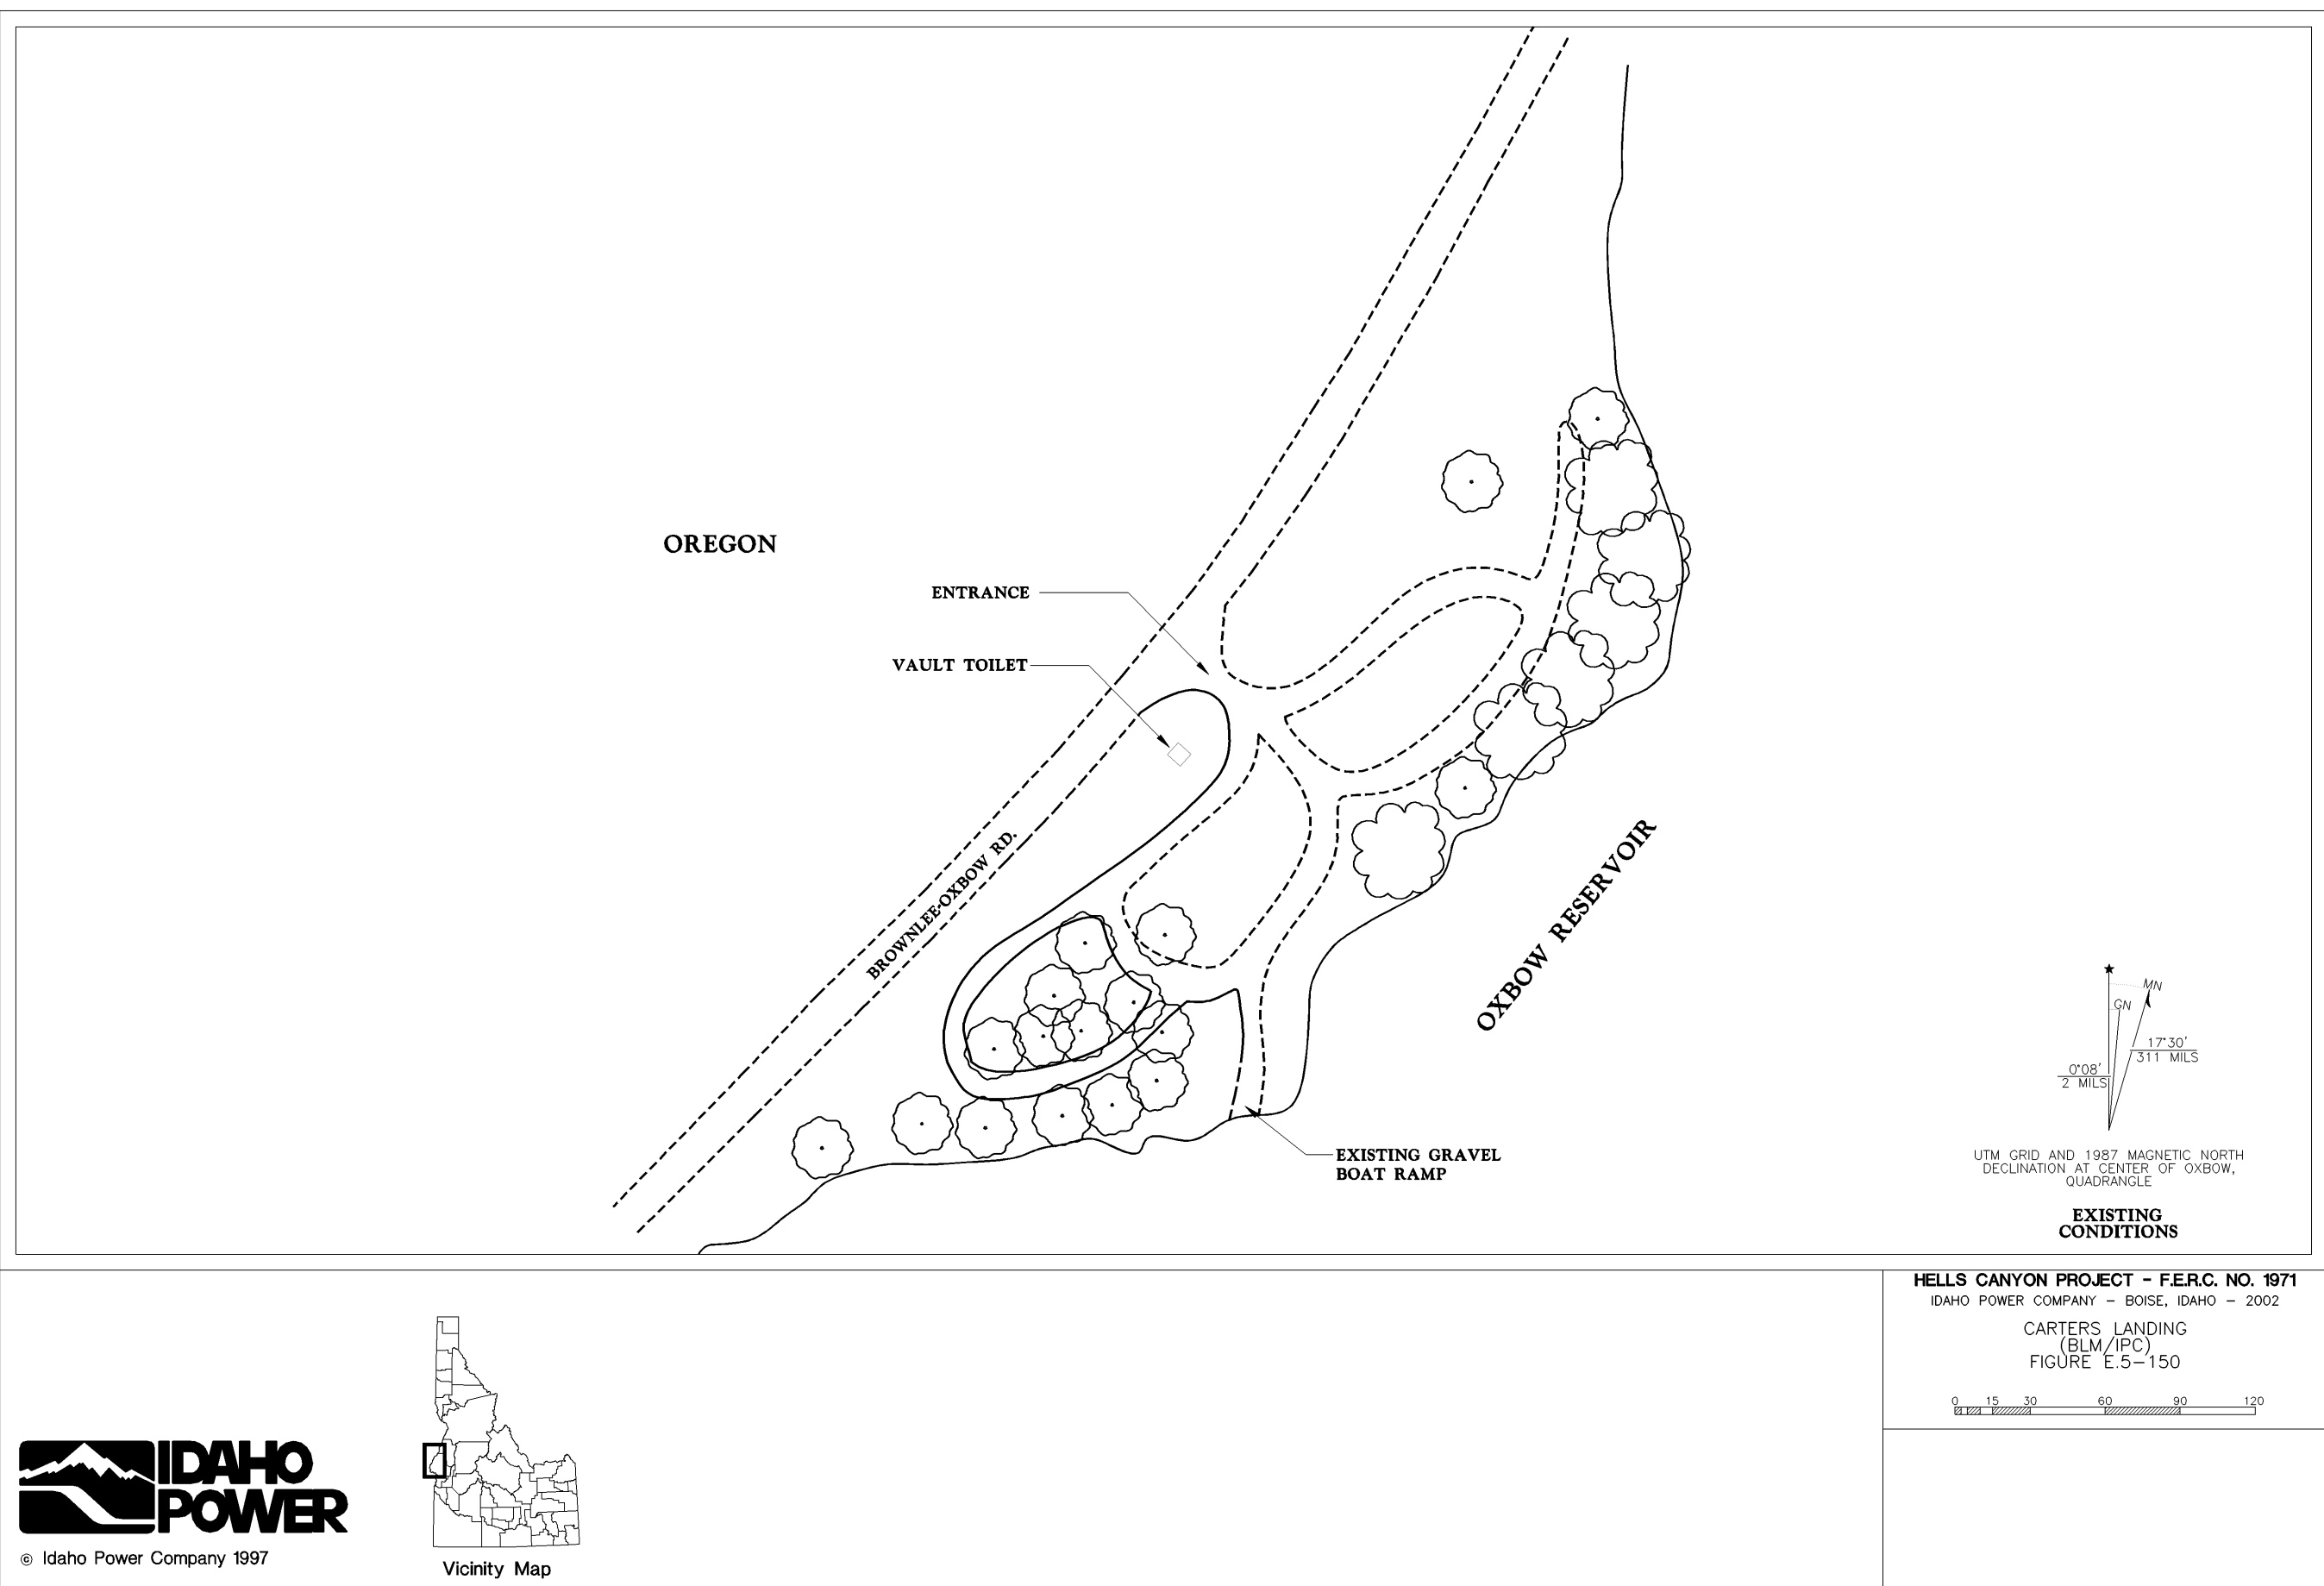 OREGON
ENTRANCE
VAULT TOILET
BROWNLEE-OXBOW RD.
OXBOW RESERVOIR
EXISTING GRAVEL
BOAT RAMP
MN
GN
17°30'
311 MILS
0°08'
2 MILS
UTM GRID AND 1987 MAGNETIC NORTH
DECLINATION AT CENTER OF OXBOW,
QUADRANGLE
EXISTING
CONDITIONS
HELLS CANYON PROJECT - F.E.R.C. NO. 1971
IDAHO POWER COMPANY - BOISE, IDAHO - 2002
CARTERS LANDING
(BLM/IPC)
FIGURE E.5-150
0 15 30 60 90 120
IDAHO
POWER
© Idaho Power Company 1997
Vicinity Map